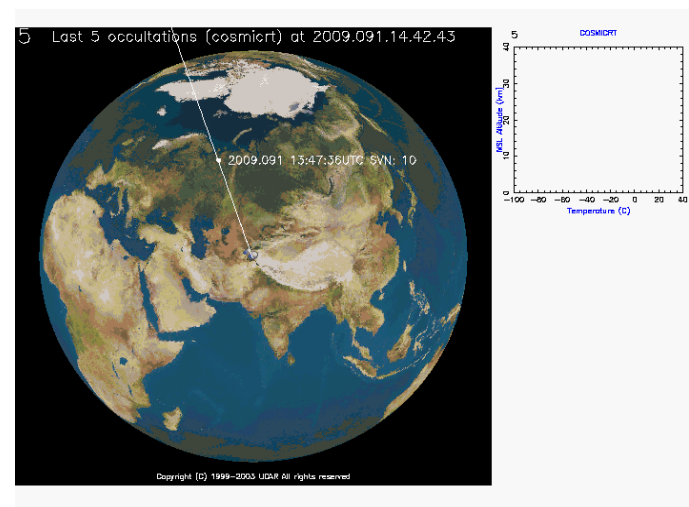 5 Last 5 occultations (cosmicrt) at 2009.091.14.42.43
2009.091 13:47:36UTC SVN: 10
Copyright (C) 1999-2003 UCAR All rights reserved
5 COSMICRT
MSL Altitude (km)
40
30
20
10
0
-100 -80 -60 -40 -20 0 20 40
Temperature (C)